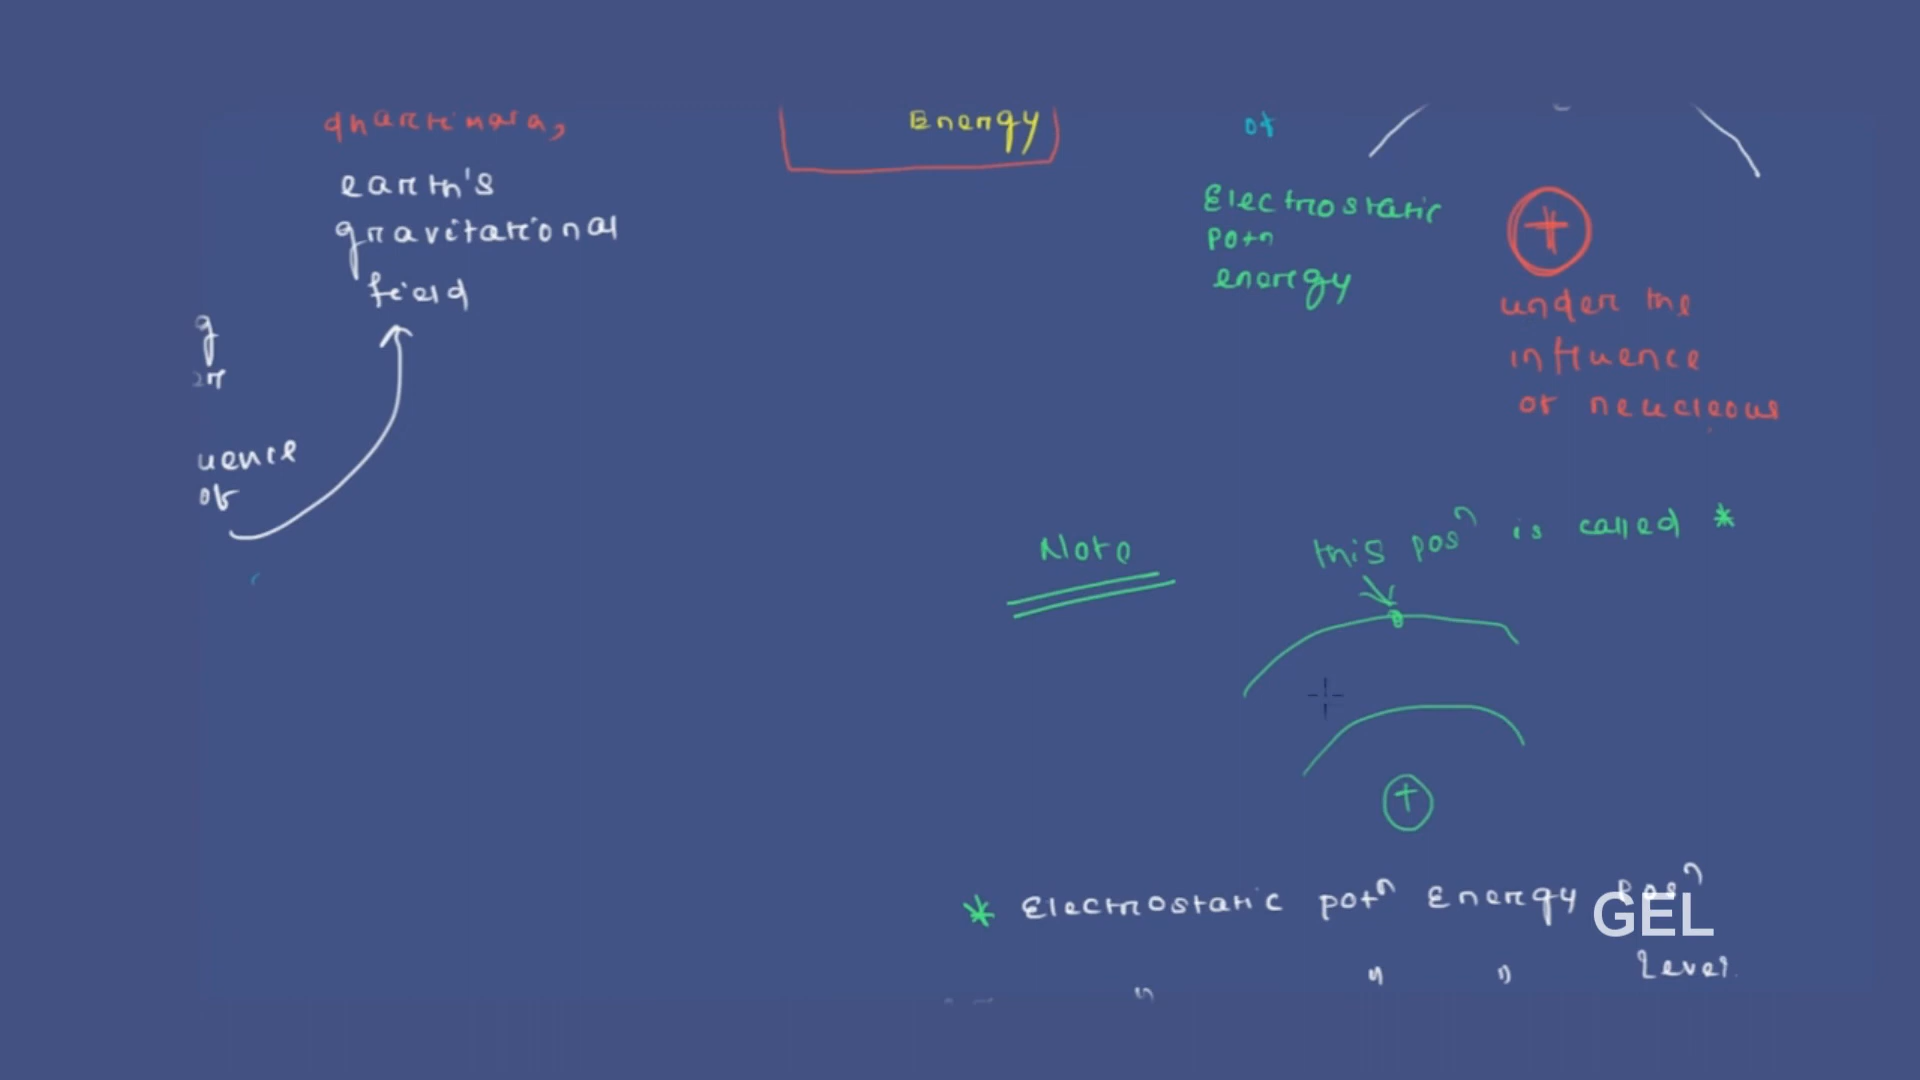 earth's
gravitational
field
uence
of
Energy
of
Electrostatic
potn
energy
under the
influence
of neucleous
Note
this posn is called *
* Electrostatic potn Energy Posn
" " " Level.
GEL